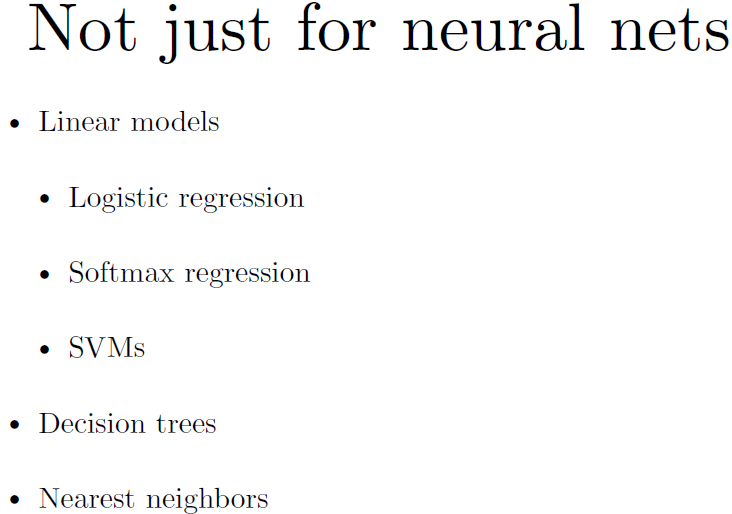 Not just for neural nets
• Linear models
• Logistic regression
• Softmax regression
• SVMs
• Decision trees
• Nearest neighbors